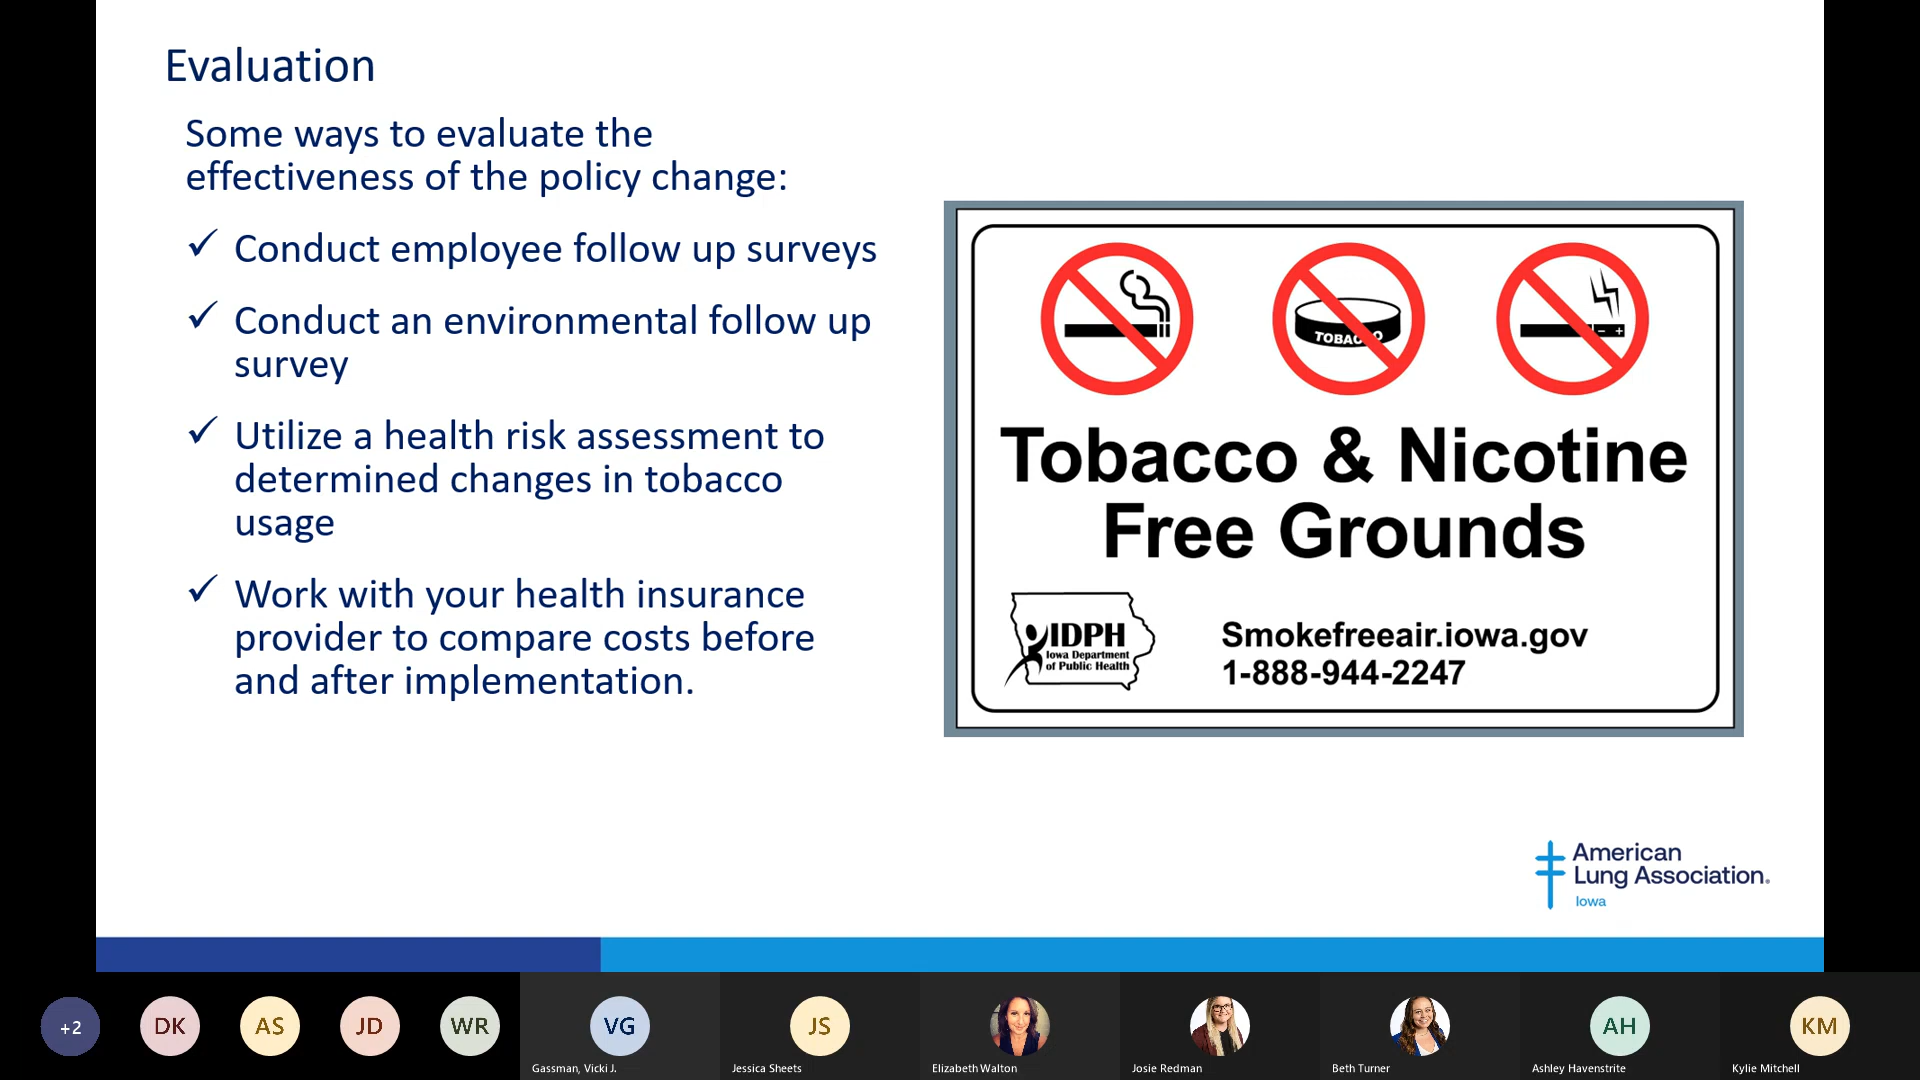 Evaluation
Some ways to evaluate the
effectiveness of the policy change:
✓ Conduct employee follow up surveys
✓ Conduct an environmental follow up
survey
✓ Utilize a health risk assessment to
determined changes in tobacco
usage
✓ Work with your health insurance
provider to compare costs before
and after implementation.
TOBACCO
- +
Tobacco & Nicotine
Free Grounds
IDPH
Iowa Department
of Public Health
Smokefreeair.iowa.gov
1-888-944-2247
American
Lung Association.
Iowa
+2
DK
AS
JD
WR
VG
JS
AH
KM
Gassman, Vicki J.
Jessica Sheets
Elizabeth Walton
Josie Redman
Beth Turner
Ashley Havenstrite
Kylie Mitchell